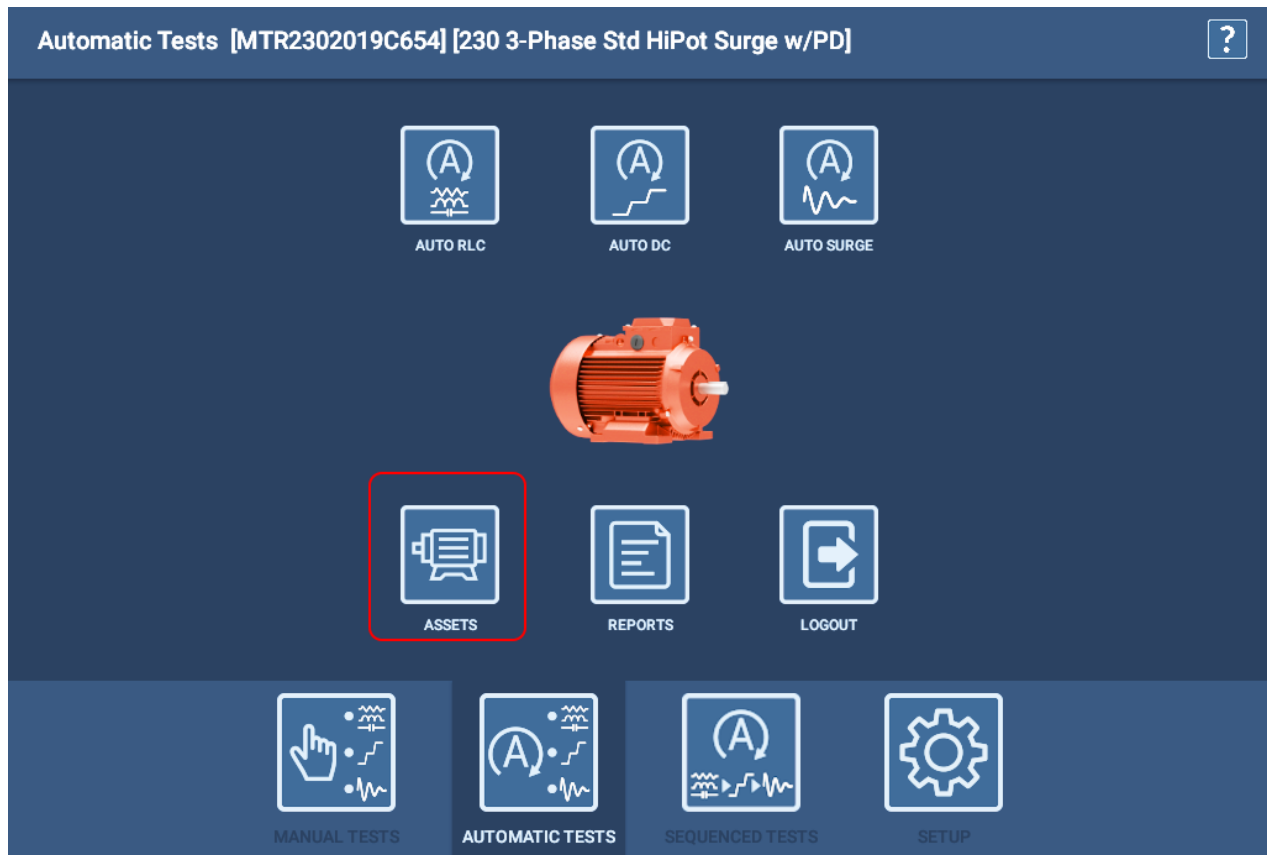 Automatic Tests [MTR2302019C654] [230 3-Phase Std HiPot Surge w/PD]
?
A A A
AUTO RLC AUTO DC AUTO SURGE
ASSETS REPORTS LOGOUT
A A
MANUAL TESTS AUTOMATIC TESTS SEQUENCED TESTS SETUP